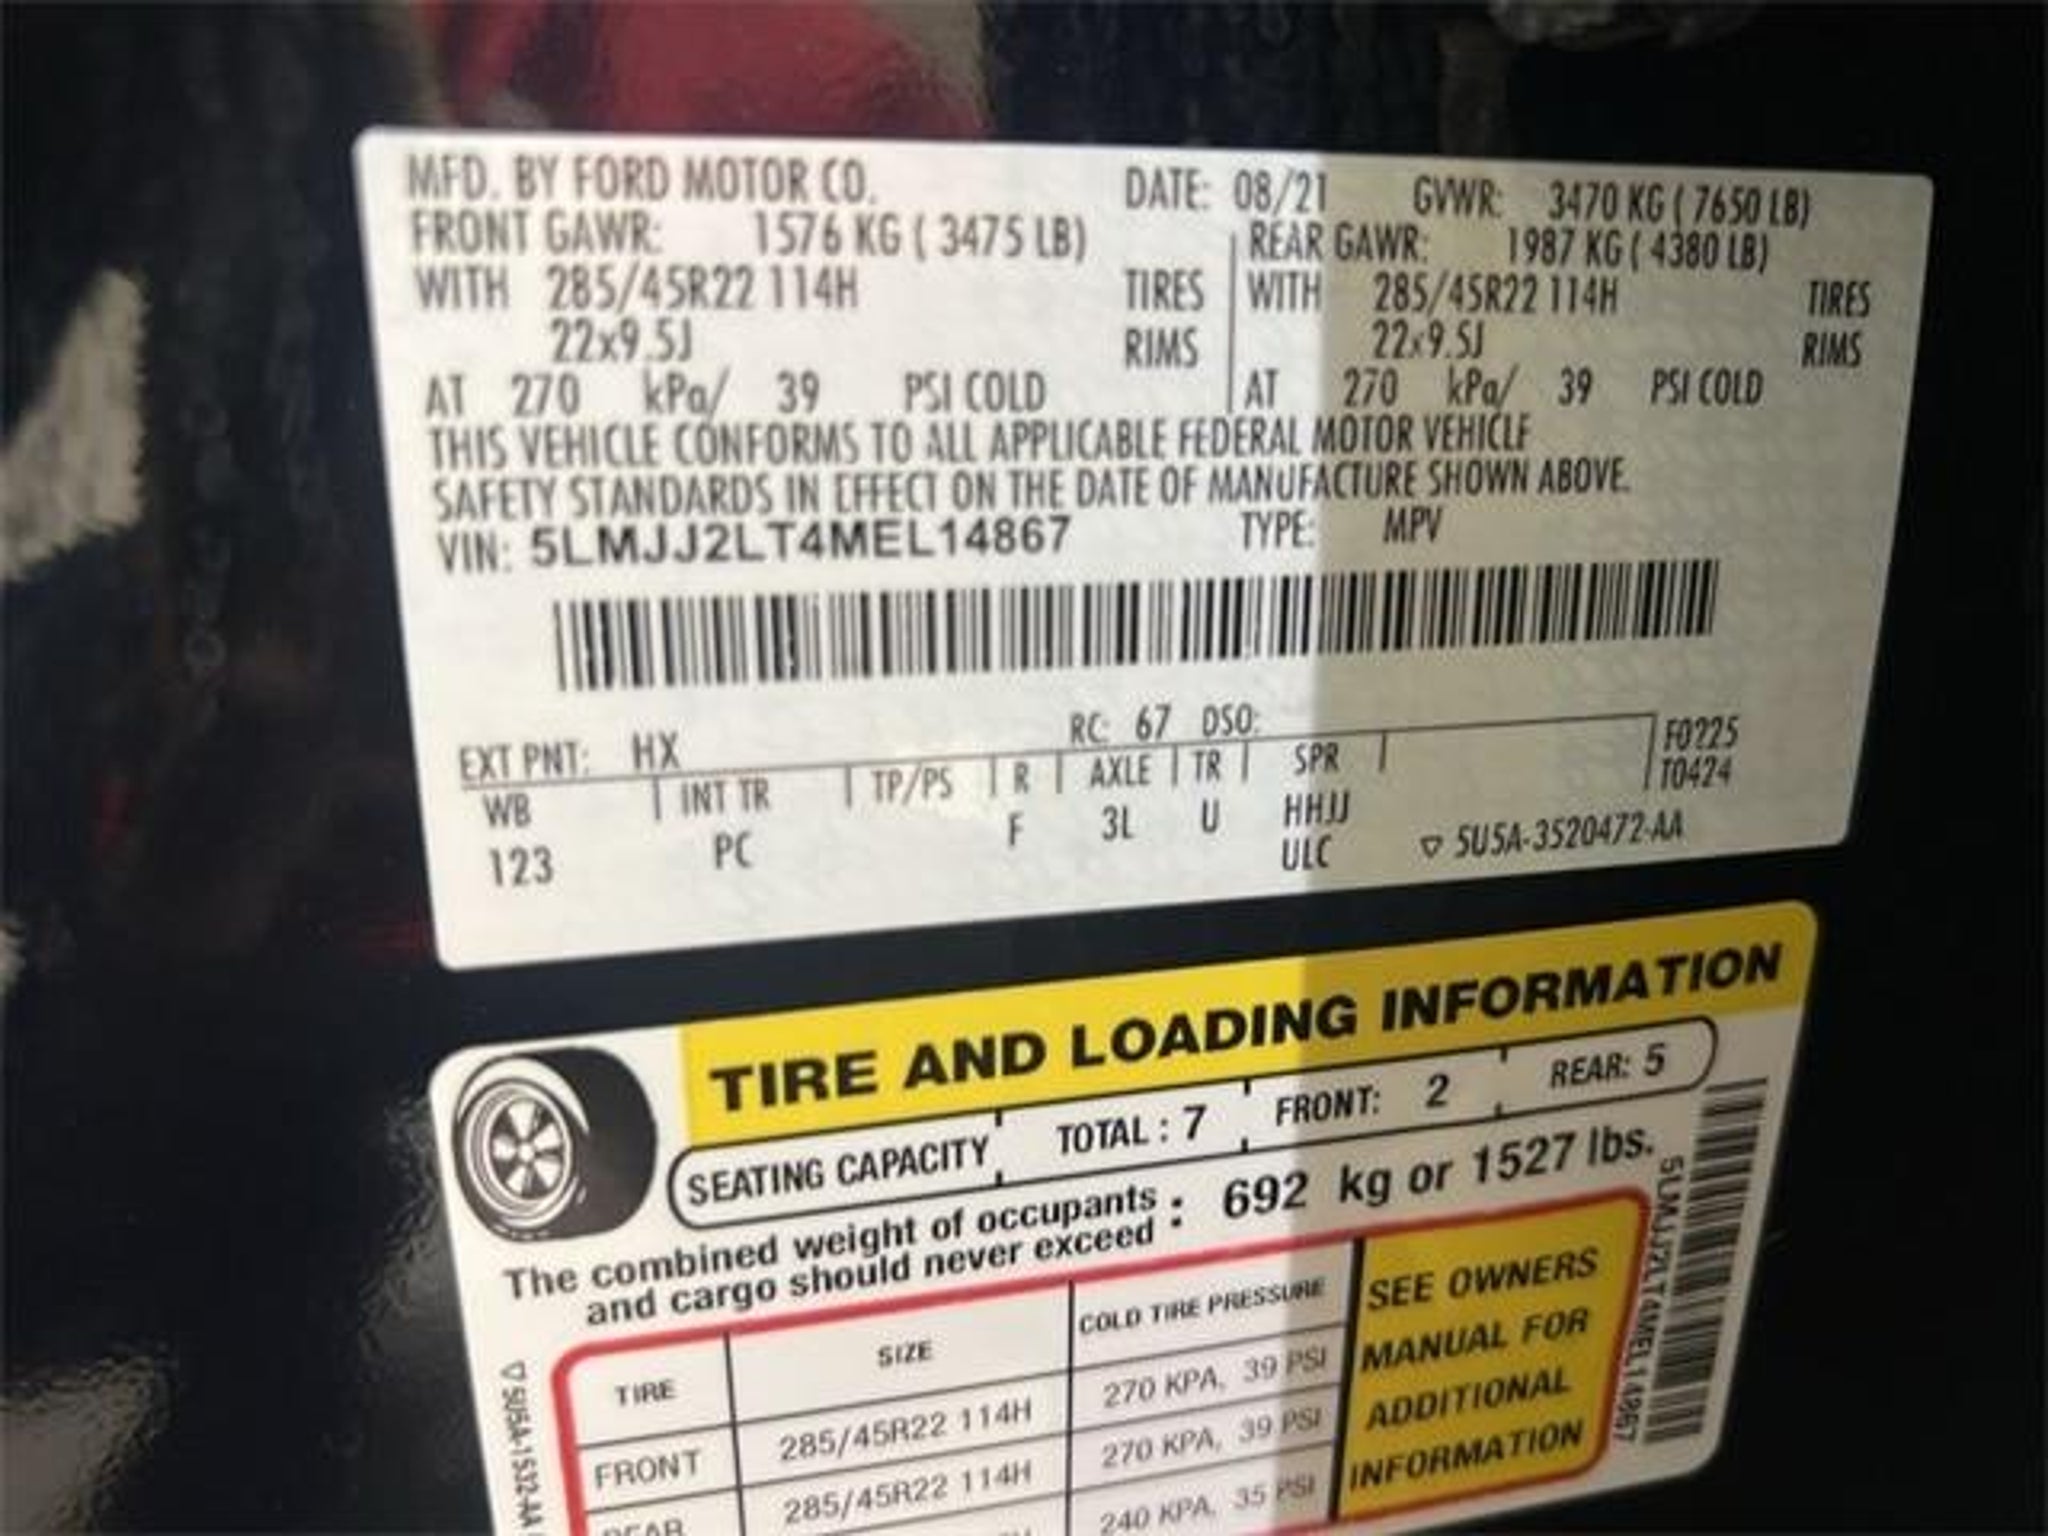 MFD. BY FORD MOTOR CO. DATE: 08/21 GVWR: 3470 KG ( 7650 LB)
FRONT GAWR: 1576 KG ( 3475 LB) REAR GAWR: 1987 KG ( 4380 LB)
WITH 285/45R22 114H TIRES WITH 285/45R22 114H TIRES
22x9.5J RIMS 22x9.5J RIMS
AT 270 kPa/ 39 PSI COLD AT 270 kPa/ 39 PSI COLD
THIS VEHICLE CONFORMS TO ALL APPLICABLE FEDERAL MOTOR VEHICLE
SAFETY STANDARDS IN EFFECT ON THE DATE OF MANUFACTURE SHOWN ABOVE.
VIN: 5LMJJ2LT4MEL14867 TYPE: MPV
EXT PNT: HX RC: 67 DSO: F0225
WB INT TR TP/PS R AXLE TR SPR T0424
123 PC F 3L U HHJJ
ULC ▽ 5U5A-3520472-AA
TIRE AND LOADING INFORMATION
SEATING CAPACITY TOTAL : 7 FRONT: 2 REAR: 5
The combined weight of occupants
and cargo should never exceed : 692 kg or 1527 lbs.
TIRE SIZE COLD TIRE PRESSURE
FRONT 285/45R22 114H 270 KPA, 39 PSI
REAR 285/45R22 114H 270 KPA, 39 PSI
240 KPA, 35 PSI
SEE OWNERS
MANUAL FOR
ADDITIONAL
INFORMATION
5LMJJ2LT4MEL14867
▽ 5U5A-1532-AA